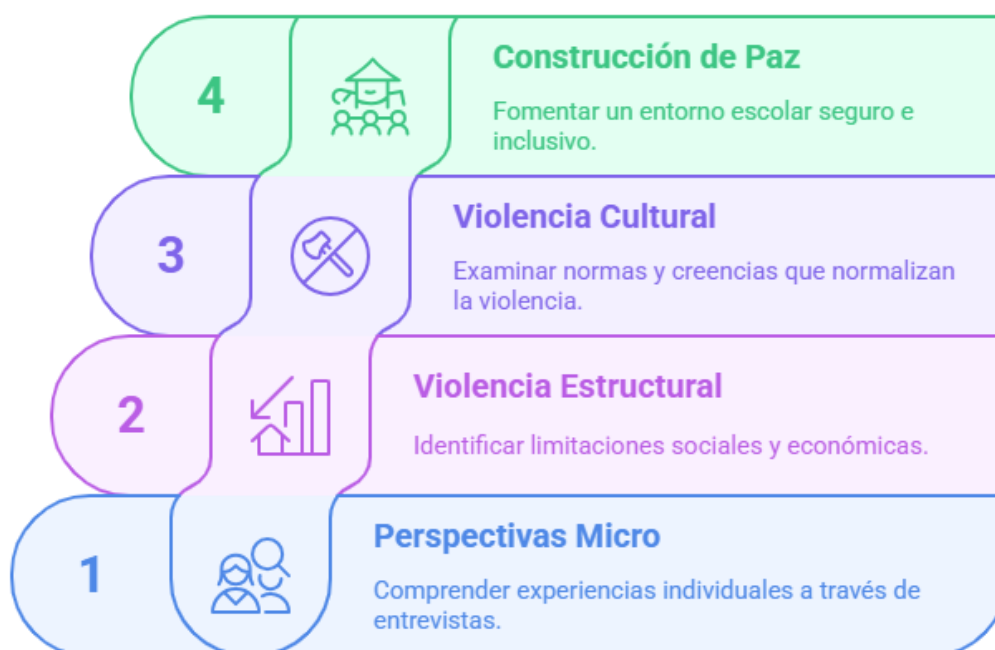 4
Construcción de Paz
Fomentar un entorno escolar seguro e
inclusivo.
3
Violencia Cultural
Examinar normas y creencias que normalizan
la violencia.
2
Violencia Estructural
Identificar limitaciones sociales y económicas.
1
Perspectivas Micro
Comprender experiencias individuales a través de
entrevistas.